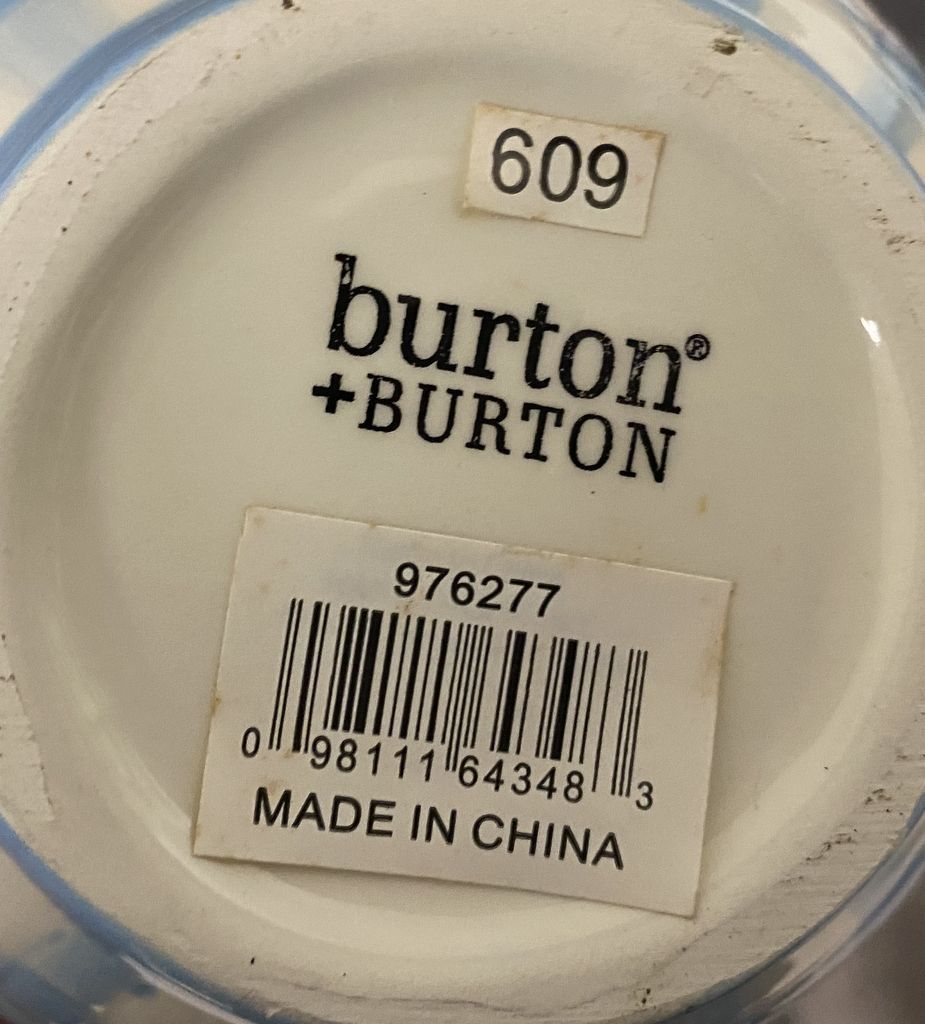 609
burton®
+BURTON
976277
0 98111 64348 3
MADE IN CHINA